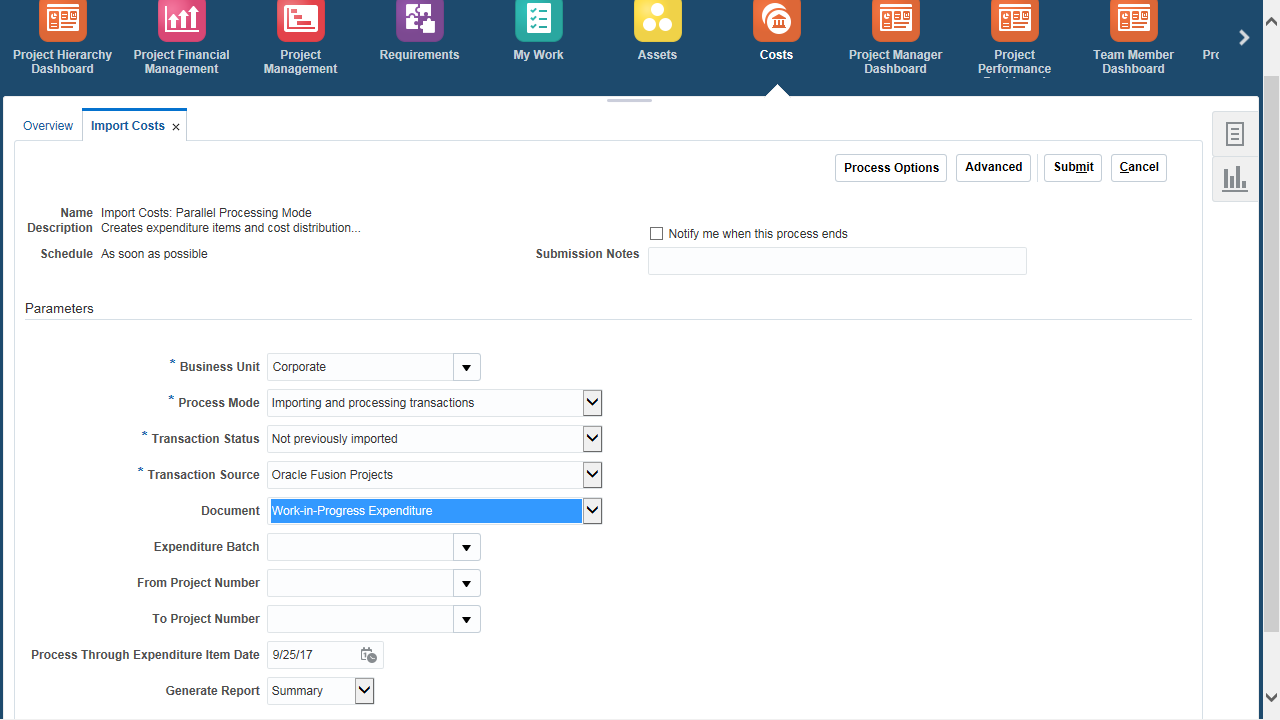 Project Hierarchy Dashboard
Project Financial Management
Project Management
Requirements
My Work
Assets
Costs
Project Manager Dashboard
Project Performance
Team Member Dashboard
Overview
Import Costs
Process Options
Advanced
Submit
Cancel
Name Import Costs: Parallel Processing Mode
Description Creates expenditure items and cost distribution...
Notify me when this process ends
Schedule As soon as possible
Submission Notes
Parameters
* Business Unit Corporate
* Process Mode Importing and processing transactions
* Transaction Status Not previously imported
* Transaction Source Oracle Fusion Projects
Document Work-in-Progress Expenditure
Expenditure Batch
From Project Number
To Project Number
Process Through Expenditure Item Date 9/25/17
Generate Report Summary